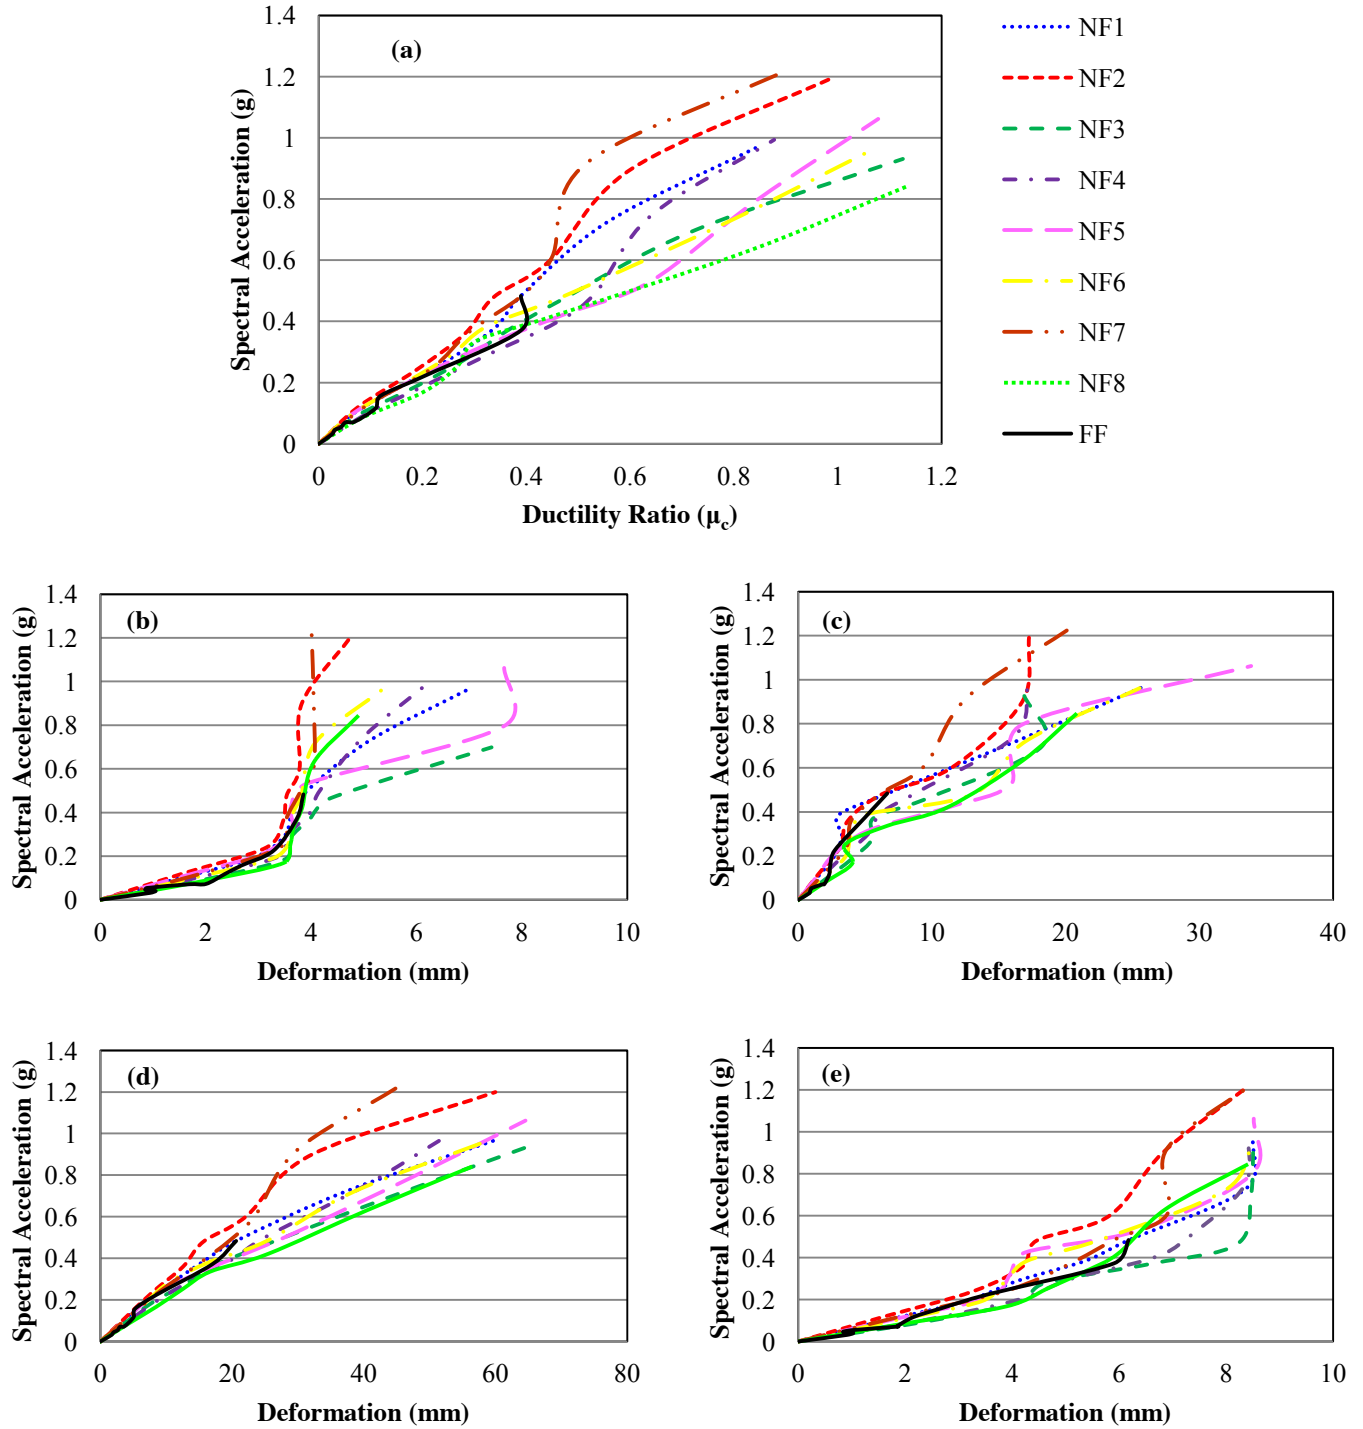 1.4
1.2
1
0.8
0.6
0.4
0.2
0
Spectral Acceleration (g)
(a)
0 0.2 0.4 0.6 0.8 1 1.2
Ductility Ratio (μc)
NF1
NF2
NF3
NF4
NF5
NF6
NF7
NF8
FF
1.4
1.2
1
0.8
0.6
0.4
0.2
0
Spectral Acceleration (g)
(b)
0 2 4 6 8 10
Deformation (mm)
1.4
1.2
1
0.8
0.6
0.4
0.2
0
Spectral Acceleration (g)
(c)
0 10 20 30 40
Deformation (mm)
1.4
1.2
1
0.8
0.6
0.4
0.2
0
Spectral Acceleration (g)
(d)
0 20 40 60 80
Deformation (mm)
1.4
1.2
1
0.8
0.6
0.4
0.2
0
Spectral Acceleration (g)
(e)
0 2 4 6 8 10
Deformation (mm)